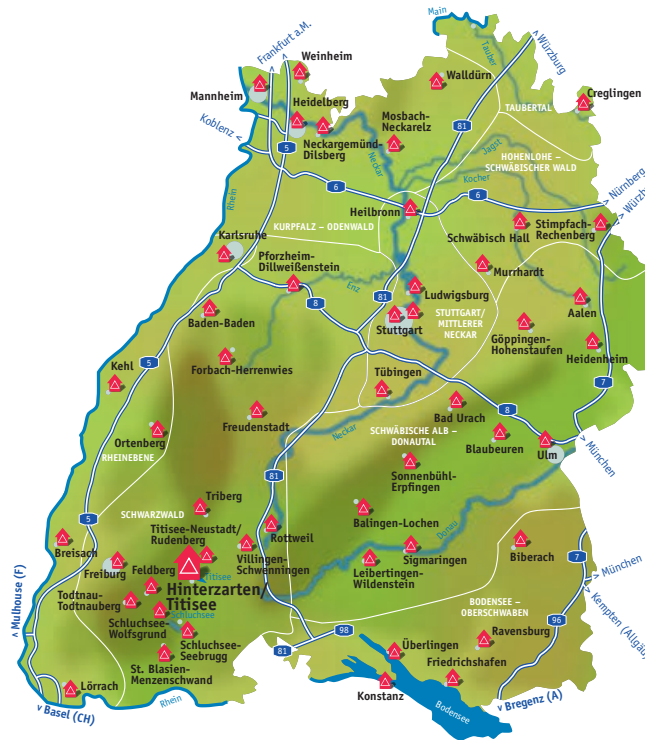 Main
Tauber
< Würzburg
Frankfurt a.M. >
Weinheim
Walldürn
Creglingen
Mannheim
Heidelberg
TAUBERTAL
Koblenz <
Mosbach-
Neckarelz
81
5
Neckargemünd-
Dilsberg
Neckar
Jagst
HOHENLOHE –
SCHWÄBISCHER WALD
Kocher
6
6
> Nürnberg
> Würzb
Rhein
Heilbronn
KURPFALZ – ODENWALD
Schwäbisch Hall
Stimpfach-
Rechenberg
Karlsruhe
Pforzheim-
Dillweißenstein
Murrhardt
Enz
81
Ludwigsburg
8
Baden-Baden
Stuttgart
STUTTGART/
MITTLERER
NECKAR
Aalen
Göppingen-
Hohenstaufen
Heidenheim
5
Kehl
Forbach-Herrenwies
Tübingen
7
Freudenstadt
Bad Urach
8
Neckar
SCHWÄBISCHE ALB –
DONAUTAL
Ortenberg
RHEINEBENE
Blaubeuren
Ulm
> München
Sonnenbühl-
Erpfingen
81
Triberg
SCHWARZWALD
5
Titisee-Neustadt/
Rudenberg
Rottweil
Balingen-Lochen
Donau
Breisach
Freiburg
Feldberg
Villingen-
Schwenningen
Sigmaringen
Biberach
7
Titisee
Hinterzarten/
Titisee
Leibertingen-
Wildenstein
> München
> Kempten (Allgäu)
Todtnau-
Todtnauberg
Schluchsee
Schluchsee-
Wolfsgrund
BODENSEE –
OBERSCHWABEN
96
< Mulhouse (F)
98
Schluchsee-
Seebrugg
81
Überlingen
Ravensburg
St. Blasien-
Menzenschwand
Friedrichshafen
Lörrach
Konstanz
Rhein
Bodensee
< Basel (CH)
< Bregenz (A)